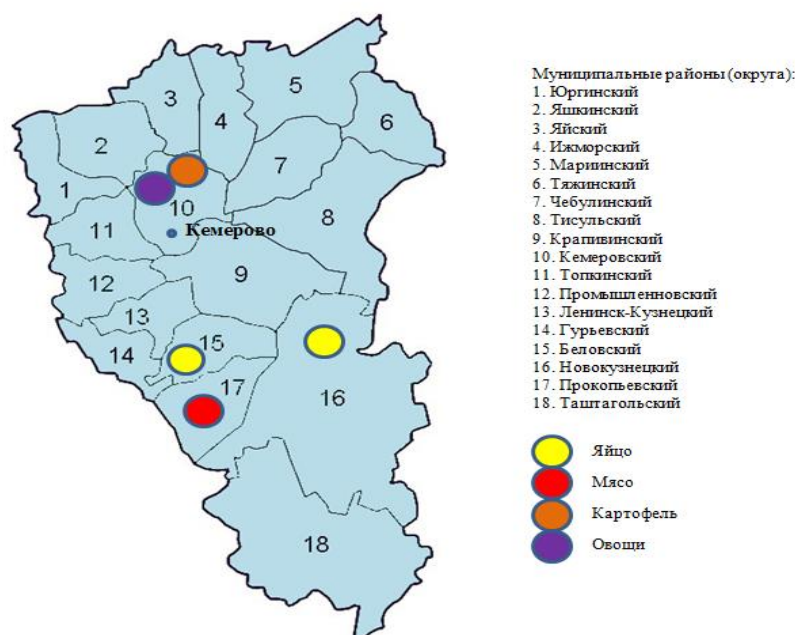 5
3
4
6
2
7
1
10
8
11
Кемерово
9
12
13
15
14
17
16
18
Муниципальные районы (округа):
1. Юргинский
2. Яшкинский
3. Яйский
4. Ижморский
5. Мариинский
6. Тяжинский
7. Чебулинский
8. Тисульский
9. Крапивинский
10. Кемеровский
11. Топкинский
12. Промышленновский
13. Ленинск-Кузнецкий
14. Гурьевский
15. Беловский
16. Новокузнецкий
17. Прокопьевский
18. Таштагольский
Яйцо
Мясо
Картофель
Овощи